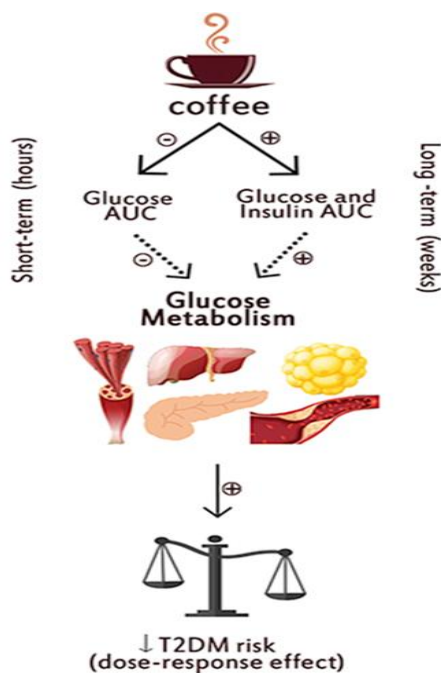 coffee
⊖
⊕
Short-term (hours)
Long -term (weeks)
Glucose
AUC
Glucose and
Insulin AUC
⊖
⊕
Glucose
Metabolism
⊕
↓ T2DM risk
(dose-response effect)